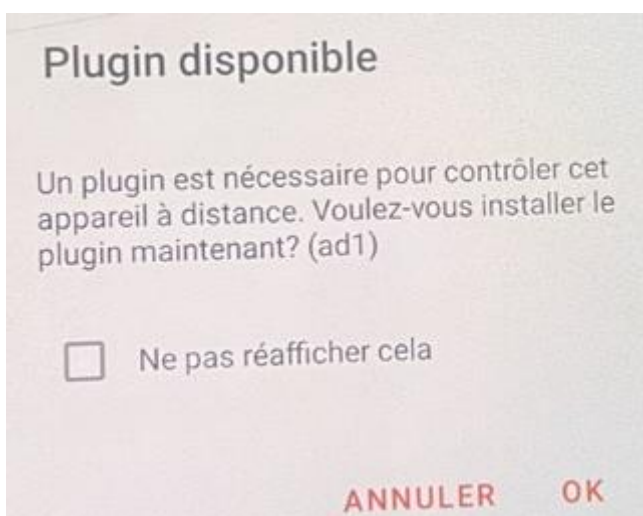 Plugin disponible
Un plugin est nécessaire pour contrôler cet
appareil à distance. Voulez-vous installer le
plugin maintenant? (ad1)
Ne pas réafficher cela
ANNULER OK